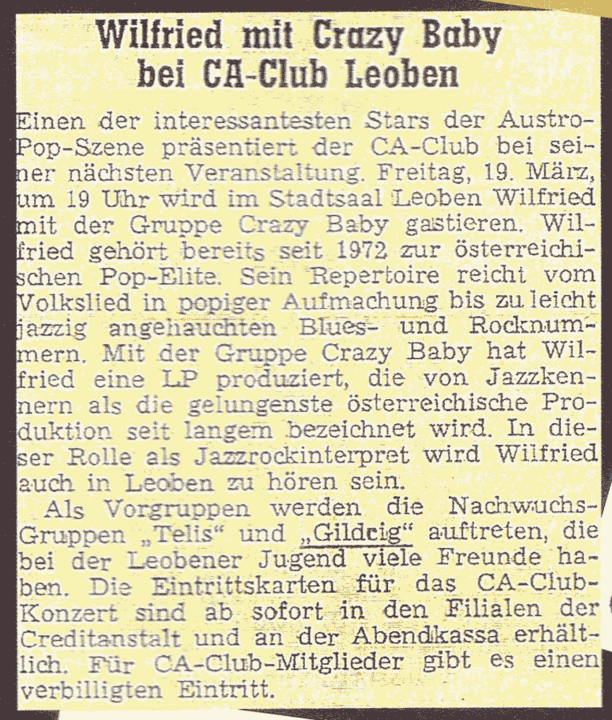 Wilfried mit Crazy Baby
bei CA-Club Leoben
Einen der interessantesten Stars der Austro-
Pop-Szene präsentiert der CA-Club bei sei-
ner nächsten Veranstaltung. Freitag, 19. März,
um 19 Uhr wird im Stadtsaal Leoben Wilfried
mit der Gruppe Crazy Baby gastieren. Wil-
fried gehört bereits seit 1972 zur österreichi-
schen Pop-Elite. Sein Repertoire reicht vom
Volkslied in popiger Aufmachung bis zu leicht
jazzig angehauchten Blues- und Rocknum-
mern. Mit der Gruppe Crazy Baby hat Wil-
fried eine LP produziert, die von Jazzken-
nern als die gelungenste österreichische Pro-
duktion seit langem bezeichnet wird. In die-
ser Rolle als Jazzrockinterpret wird Wilfried
auch in Leoben zu hören sein.
Als Vorgruppen werden die Nachwuchs-
Gruppen „Telis“ und „Gildeig“ auftreten, die
bei der Leobener Jugend viele Freunde ha-
ben. Die Eintrittskarten für das CA-Club-
Konzert sind ab sofort in den Filialen der
Creditanstalt und an der Abendkassa erhält-
lich. Für CA-Club-Mitglieder gibt es einen
verbilligten Eintritt.